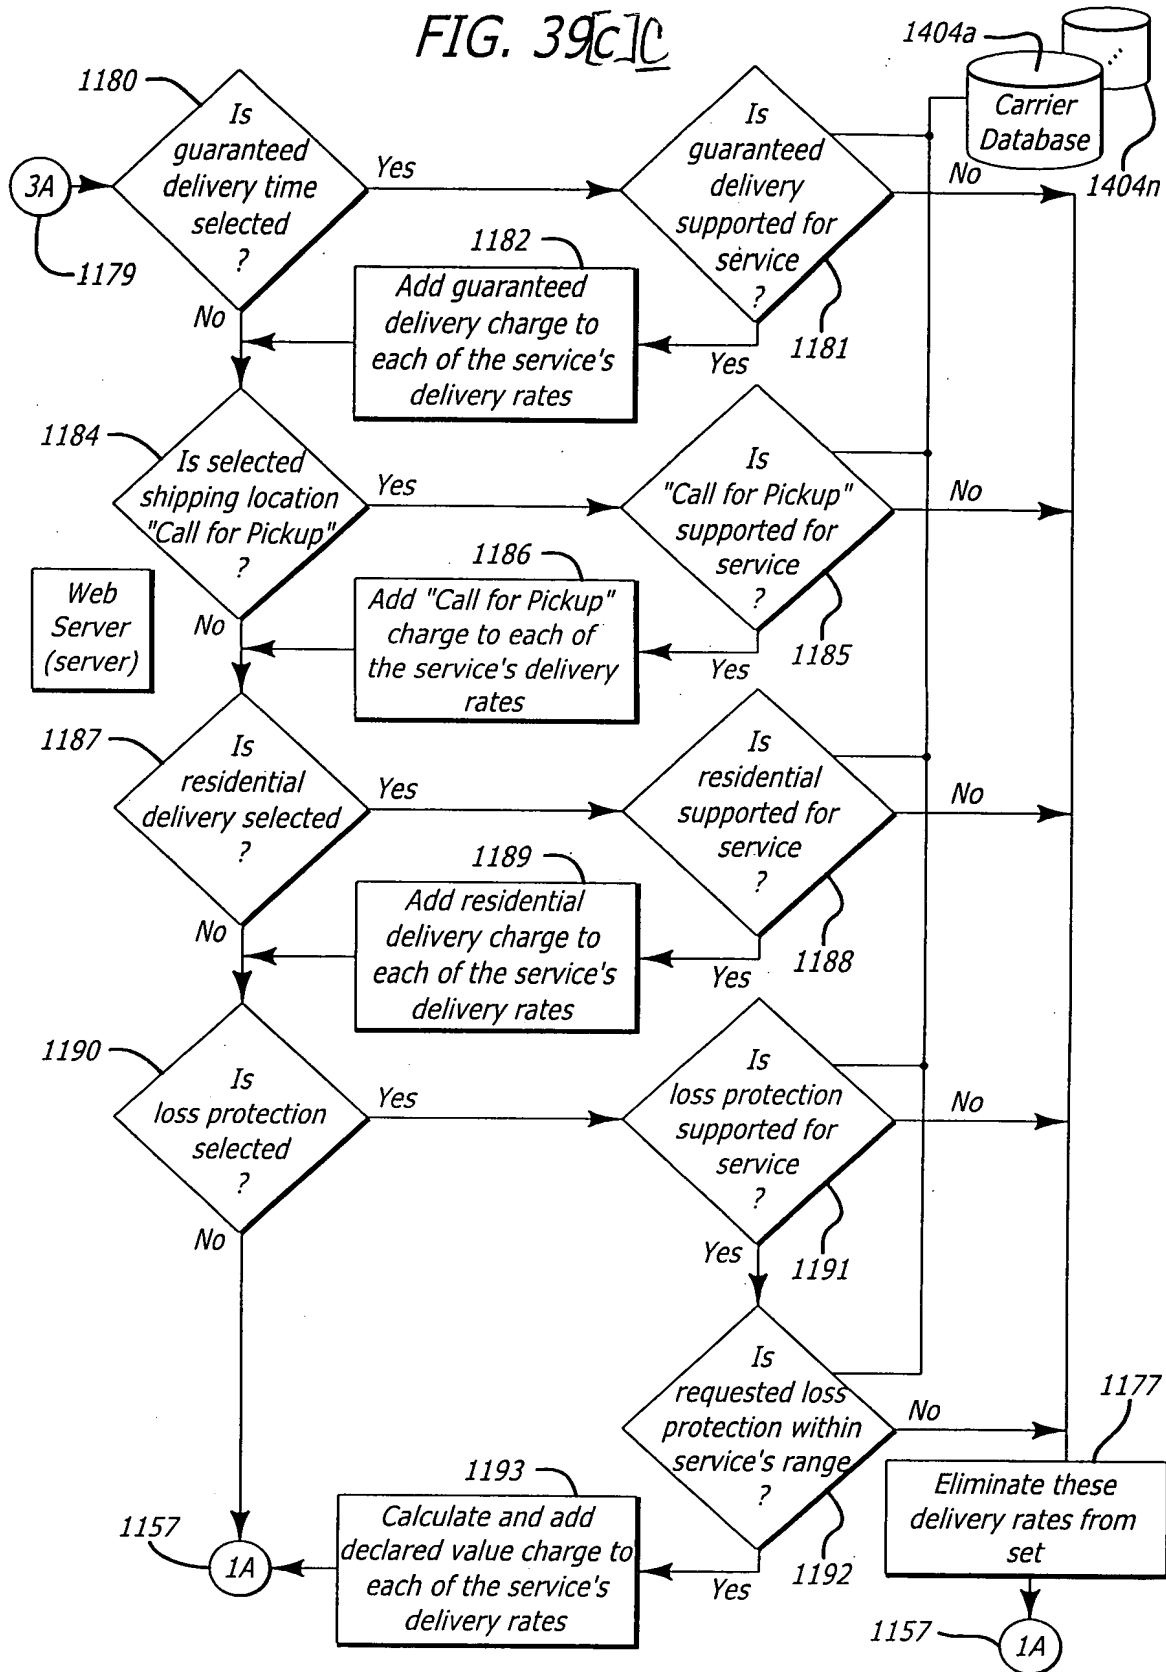 FIG. 39[c]C
1404a
Carrier
Database
1404n
1180
3A
1179
Is
guaranteed
delivery time
selected
?
Yes
No
Is
guaranteed
delivery
supported for
service
?
No
1181
Yes
1182
Add guaranteed
delivery charge to
each of the service's
delivery rates
1184
Is selected
shipping location
"Call for Pickup"
?
Yes
No
Is
"Call for Pickup"
supported for
service
?
No
1185
Yes
1186
Add "Call for Pickup"
charge to each of
the service's delivery
rates
Web
Server
(server)
1187
Is
residential
delivery selected
?
Yes
No
Is
residential
supported for
service
?
No
1188
Yes
1189
Add residential
delivery charge to
each of the service's
delivery rates
1190
Is
loss protection
selected
?
Yes
No
Is
loss protection
supported for
service
?
No
1191
Yes
Is
requested loss
protection within
service's range
?
No
1192
Yes
1193
Calculate and add
declared value charge to
each of the service's
delivery rates
1157
1A
1177
Eliminate these
delivery rates from
set
1157
1A